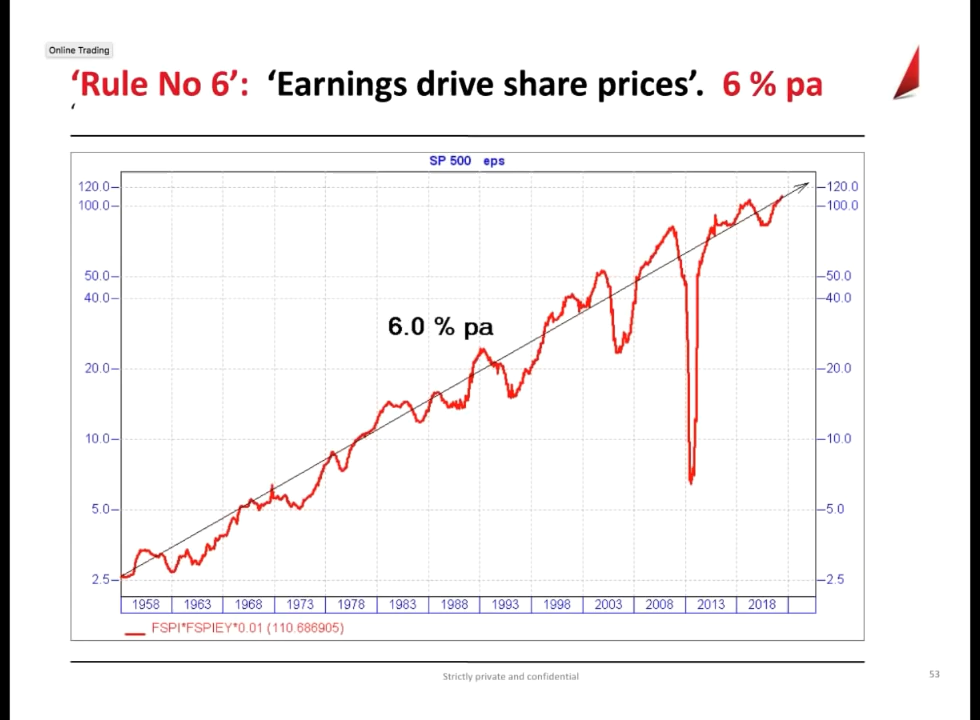 Online Trading
‘Rule No 6’: ‘Earnings drive share prices’. 6 % pa
‘
SP 500 eps
120.0 120.0
100.0 100.0
50.0 50.0
40.0 40.0
6.0 % pa
20.0 20.0
10.0 10.0
5.0 5.0
2.5 2.5
1958 1963 1968 1973 1978 1983 1988 1993 1998 2003 2008 2013 2018
FSPI*FSPIEY*0.01 (110.686905)
Strictly private and confidential 53